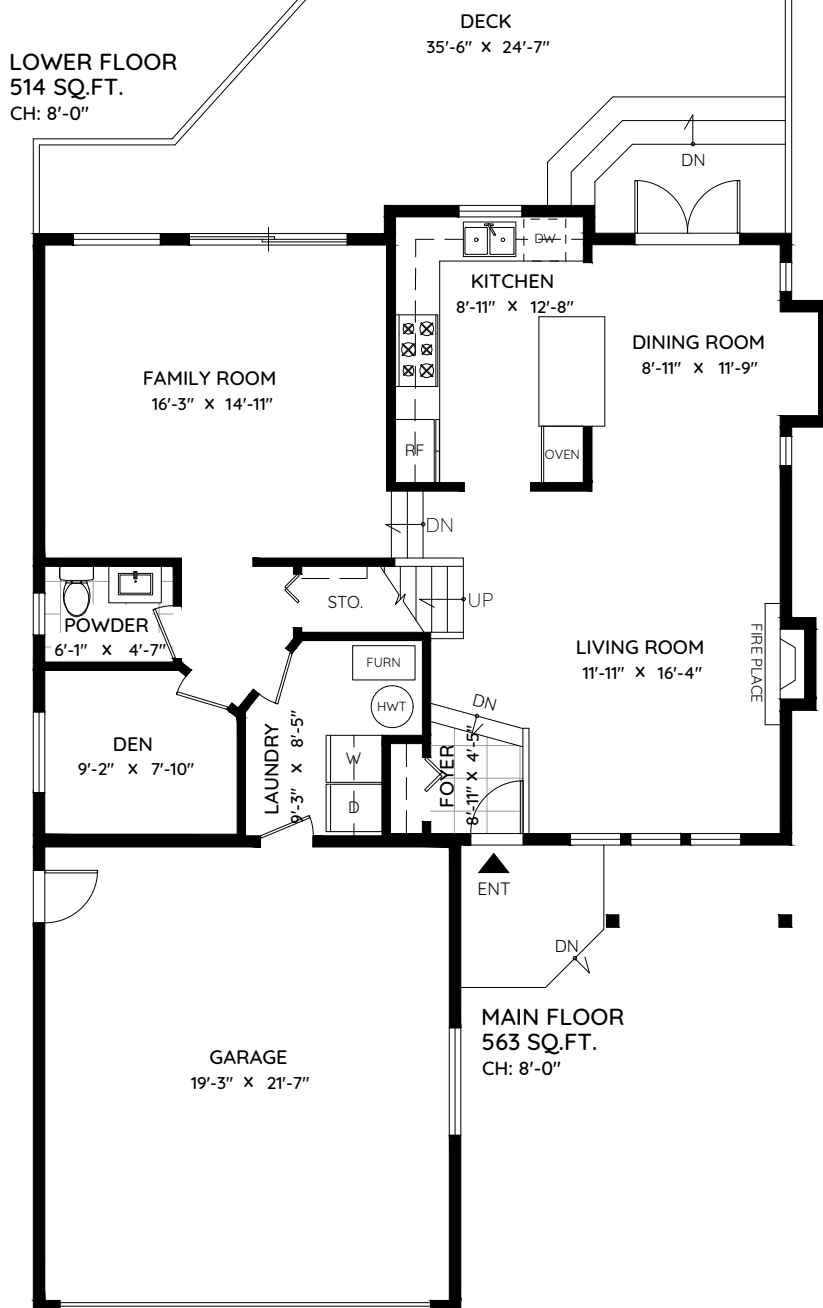 DECK
35'-6" X 24'-7"
LOWER FLOOR
514 SQ.FT.
CH: 8'-0"
DN
DW
KITCHEN
8'-11" X 12'-8"
DINING ROOM
8'-11" X 11'-9"
FAMILY ROOM
16'-3" X 14'-11"
RF
OVEN
DN
STO.
UP
POWDER
6'-1" X 4'-7"
LIVING ROOM
11'-11" X 16'-4"
FIRE PLACE
FURN
HWT
DN
DEN
9'-2" X 7'-10"
LAUNDRY
9'-3" X 8'-5"
W
D
FOYER
8'-11" X 4'-5"
ENT
DN
MAIN FLOOR
563 SQ.FT.
CH: 8'-0"
GARAGE
19'-3" X 21'-7"